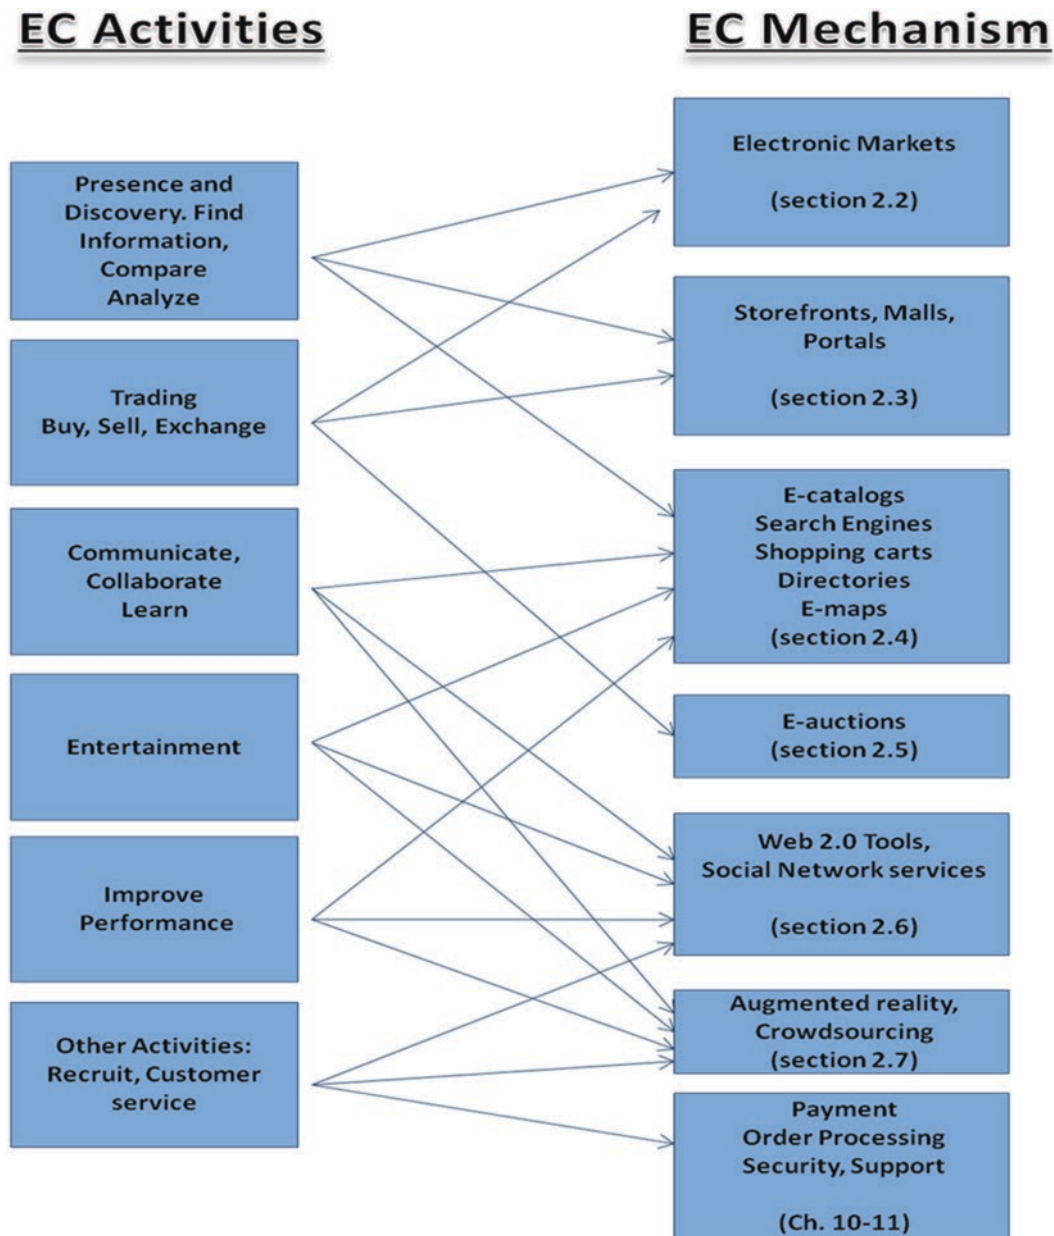 EC Activities
EC Mechanism
Presence and
Discovery. Find
Information,
Compare
Analyze
Trading
Buy, Sell, Exchange
Communicate,
Collaborate
Learn
Entertainment
Improve
Performance
Other Activities:
Recruit, Customer
service
Electronic Markets
(section 2.2)
Storefronts, Malls,
Portals
(section 2.3)
E-catalogs
Search Engines
Shopping carts
Directories
E-maps
(section 2.4)
E-auctions
(section 2.5)
Web 2.0 Tools,
Social Network services
(section 2.6)
Augmented reality,
Crowdsourcing
(section 2.7)
Payment
Order Processing
Security, Support
(Ch. 10-11)